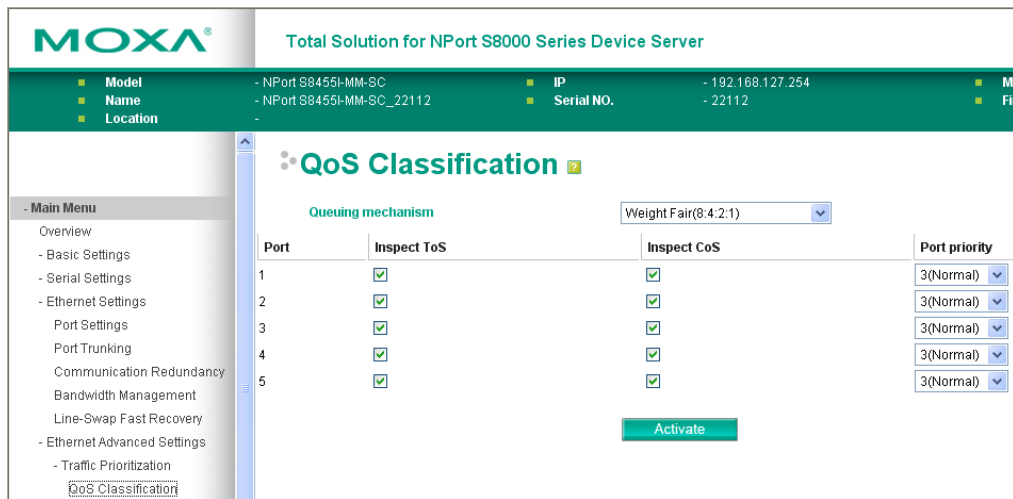 MOXA®
Total Solution for NPort S8000 Series Device Server
Model - NPort S8455I-MM-SC IP - 192.168.127.254 M
Name - NPort S8455I-MM-SC_22112 Serial NO. - 22112 Fi
Location -
QoS Classification ?
- Main Menu
Overview
- Basic Settings
- Serial Settings
- Ethernet Settings
Port Settings
Port Trunking
Communication Redundancy
Bandwidth Management
Line-Swap Fast Recovery
- Ethernet Advanced Settings
- Traffic Prioritization
QoS Classification
Queuing mechanism Weight Fair(8:4:2:1)
Port Inspect ToS Inspect CoS Port priority
1 3(Normal)
2 3(Normal)
3 3(Normal)
4 3(Normal)
5 3(Normal)
Activate